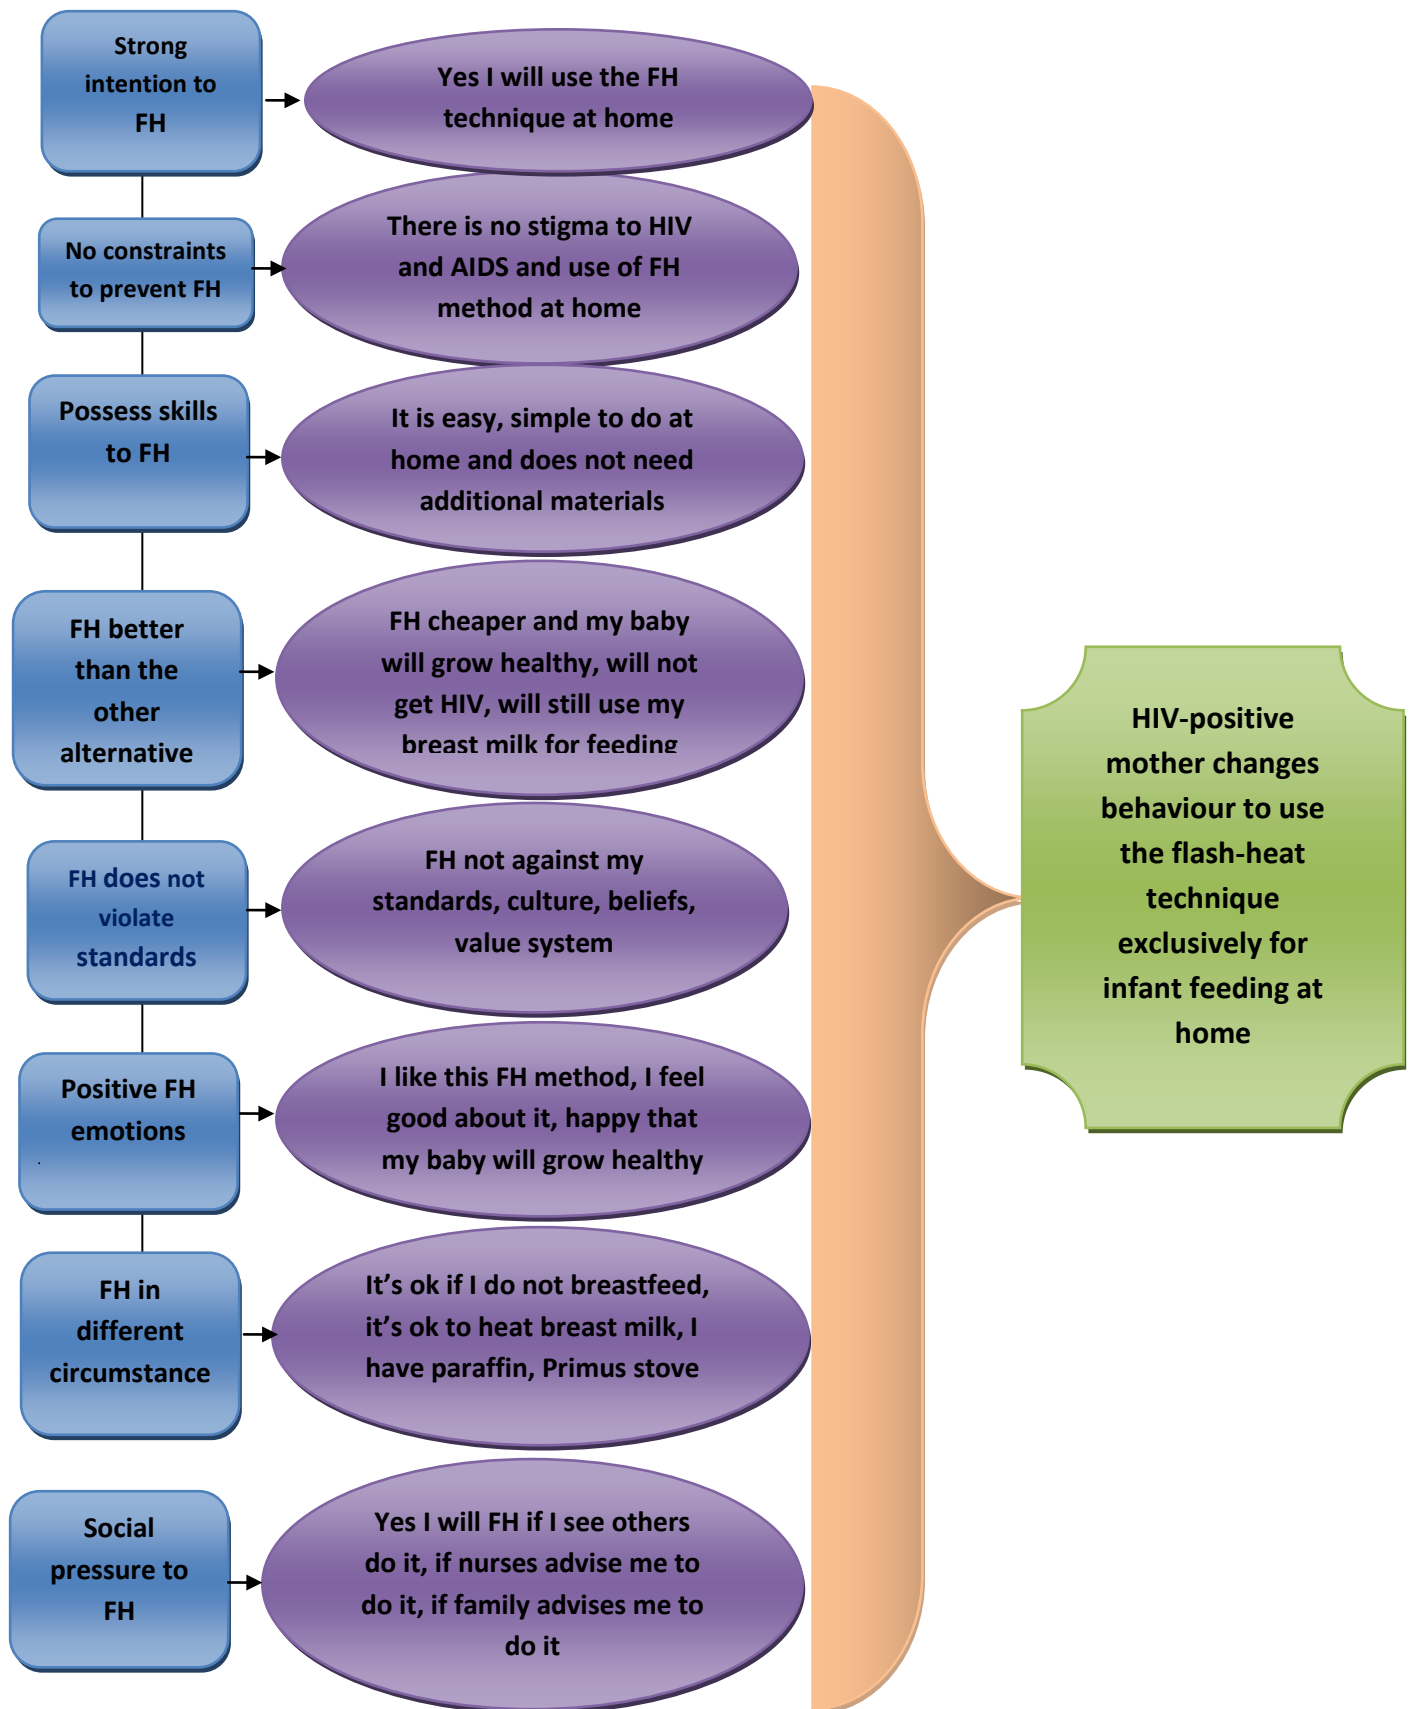 Strong
intention to
FH
Yes I will use the FH
technique at home
No constraints
to prevent FH
There is no stigma to HIV
and AIDS and use of FH
method at home
Possess skills
to FH
It is easy, simple to do at
home and does not need
additional materials
FH better
than the
other
alternative
FH cheaper and my baby
will grow healthy, will not
get HIV, will still use my
breast milk for feeding
FH does not
violate
standards
FH not against my
standards, culture, beliefs,
value system
Positive FH
emotions
.
I like this FH method, I feel
good about it, happy that
my baby will grow healthy
FH in
different
circumstance
It’s ok if I do not breastfeed,
it’s ok to heat breast milk, I
have paraffin, Primus stove
Social
pressure to
FH
Yes I will FH if I see others
do it, if nurses advise me to
do it, if family advises me to
do it
HIV-positive
mother changes
behaviour to use
the flash-heat
technique
exclusively for
infant feeding at
home